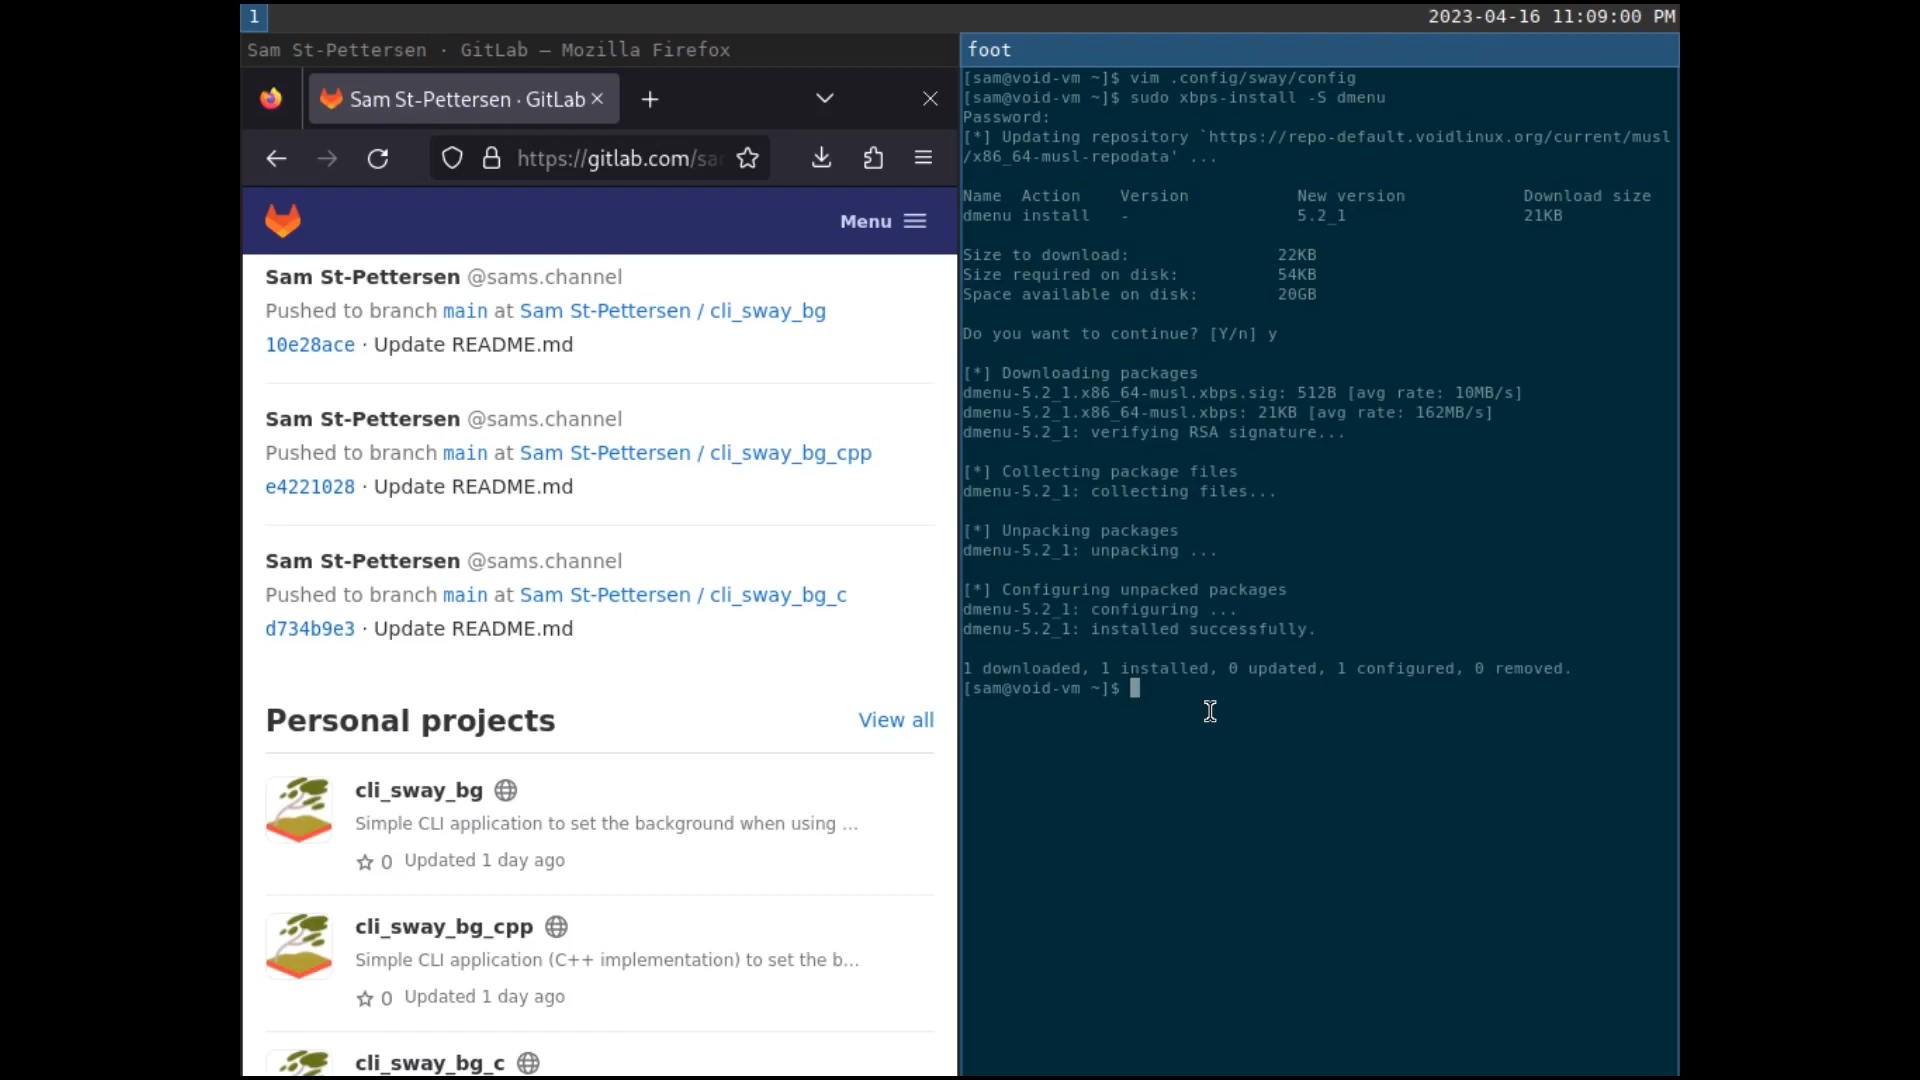 1
2023-04-16 11:09:00 PM
Sam St-Pettersen · GitLab — Mozilla Firefox
Sam St-Pettersen · GitLab
https://gitlab.com/sa
Menu
Sam St-Pettersen @sams.channel
Pushed to branch main at Sam St-Pettersen / cli_sway_bg
10e28ace · Update README.md
Sam St-Pettersen @sams.channel
Pushed to branch main at Sam St-Pettersen / cli_sway_bg_cpp
e4221028 · Update README.md
Sam St-Pettersen @sams.channel
Pushed to branch main at Sam St-Pettersen / cli_sway_bg_c
d734b9e3 · Update README.md
Personal projects
View all
cli_sway_bg
Simple CLI application to set the background when using ...
0 Updated 1 day ago
cli_sway_bg_cpp
Simple CLI application (C++ implementation) to set the b...
0 Updated 1 day ago
cli_sway_bg_c
foot
[sam@void-vm ~]$ vim .config/sway/config
[sam@void-vm ~]$ sudo xbps-install -S dmenu
Password:
[*] Updating repository `https://repo-default.voidlinux.org/current/musl
/x86_64-musl-repodata' ...
Name Action Version New version Download size
dmenu install - 5.2_1 21KB
Size to download: 22KB
Size required on disk: 54KB
Space available on disk: 20GB
Do you want to continue? [Y/n] y
[*] Downloading packages
dmenu-5.2_1.x86_64-musl.xbps.sig: 512B [avg rate: 10MB/s]
dmenu-5.2_1.x86_64-musl.xbps: 21KB [avg rate: 162MB/s]
dmenu-5.2_1: verifying RSA signature...
[*] Collecting package files
dmenu-5.2_1: collecting files...
[*] Unpacking packages
dmenu-5.2_1: unpacking ...
[*] Configuring unpacked packages
dmenu-5.2_1: configuring ...
dmenu-5.2_1: installed successfully.
1 downloaded, 1 installed, 0 updated, 1 configured, 0 removed.
[sam@void-vm ~]$